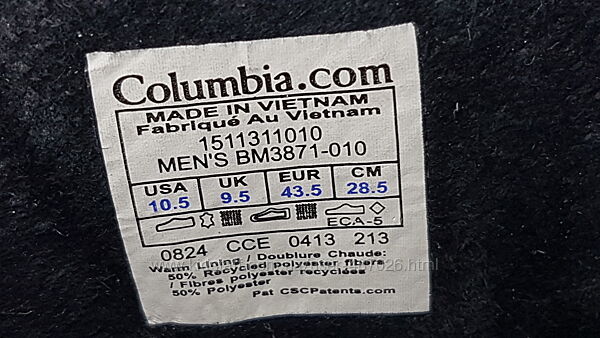 Columbia.com
MADE IN VIETNAM
Fabriqué Au Vietnam
1511311010
MEN'S BM3871-010
USA UK EUR CM
10.5 9.5 43.5 28.5
ECA-5
0824 CCE 0413 213
Warm Lining / Doublure Chaude:
50% Recycled polyester fibers
/ Fibres polyester recyclées
50% Polyester
Pat CSCPatents.com